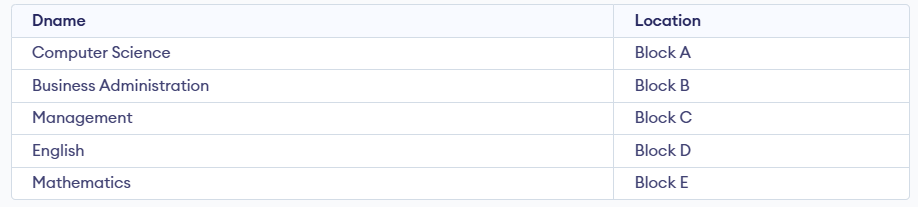 Dname Location
Computer Science Block A
Business Administration Block B
Management Block C
English Block D
Mathematics Block E